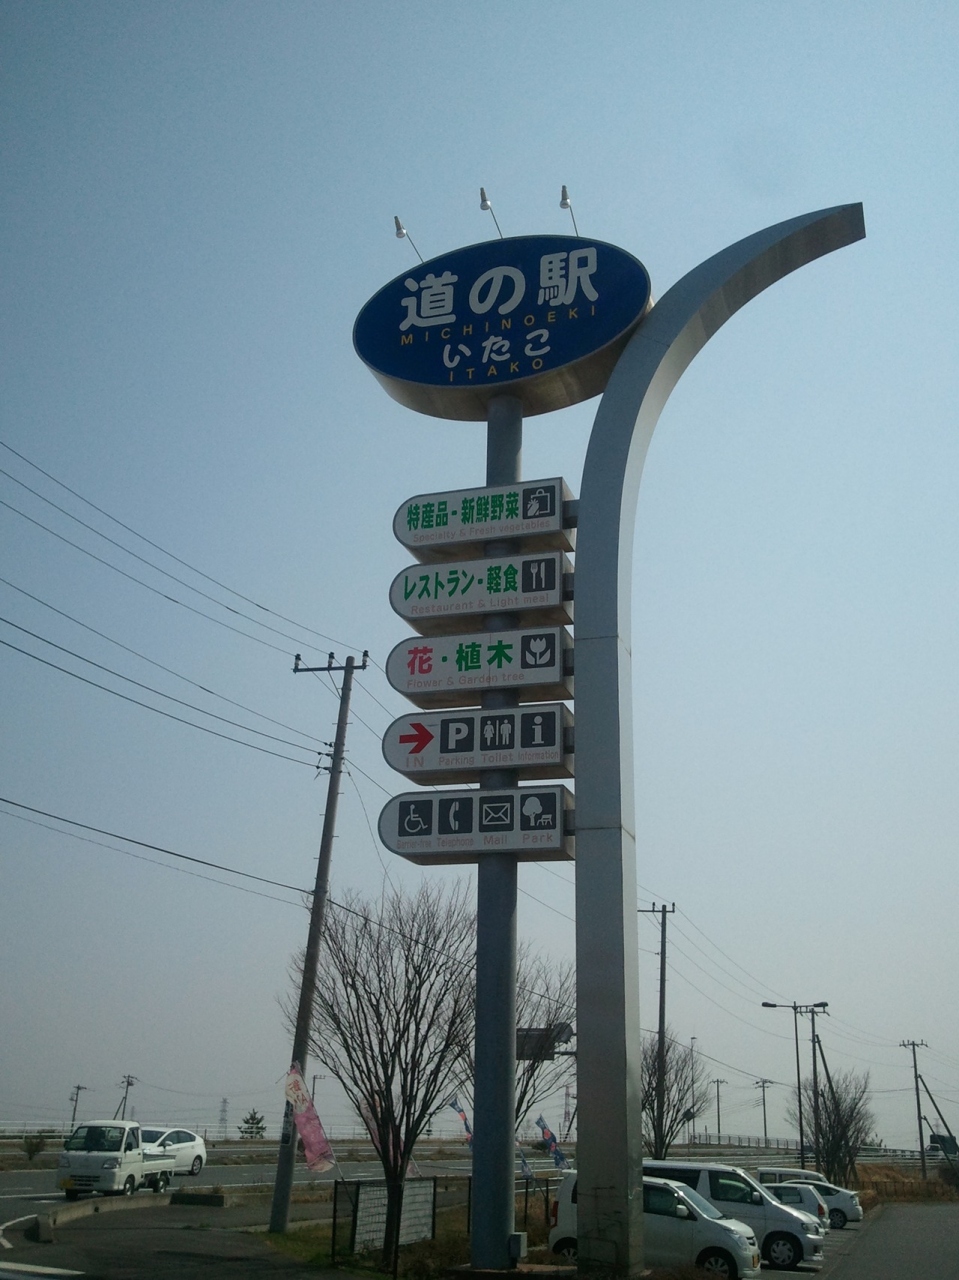 道の駅
MICHINOEKI
いたこ
ITAKO
特産品・新鮮野菜
Specialty & Fresh vegetables
レストラン・軽食
Restaurant & Light meal
花・植木
Flower & Garden tree
P i
IN Parking Toilet Information
Barrier-free Telephone Mail Park